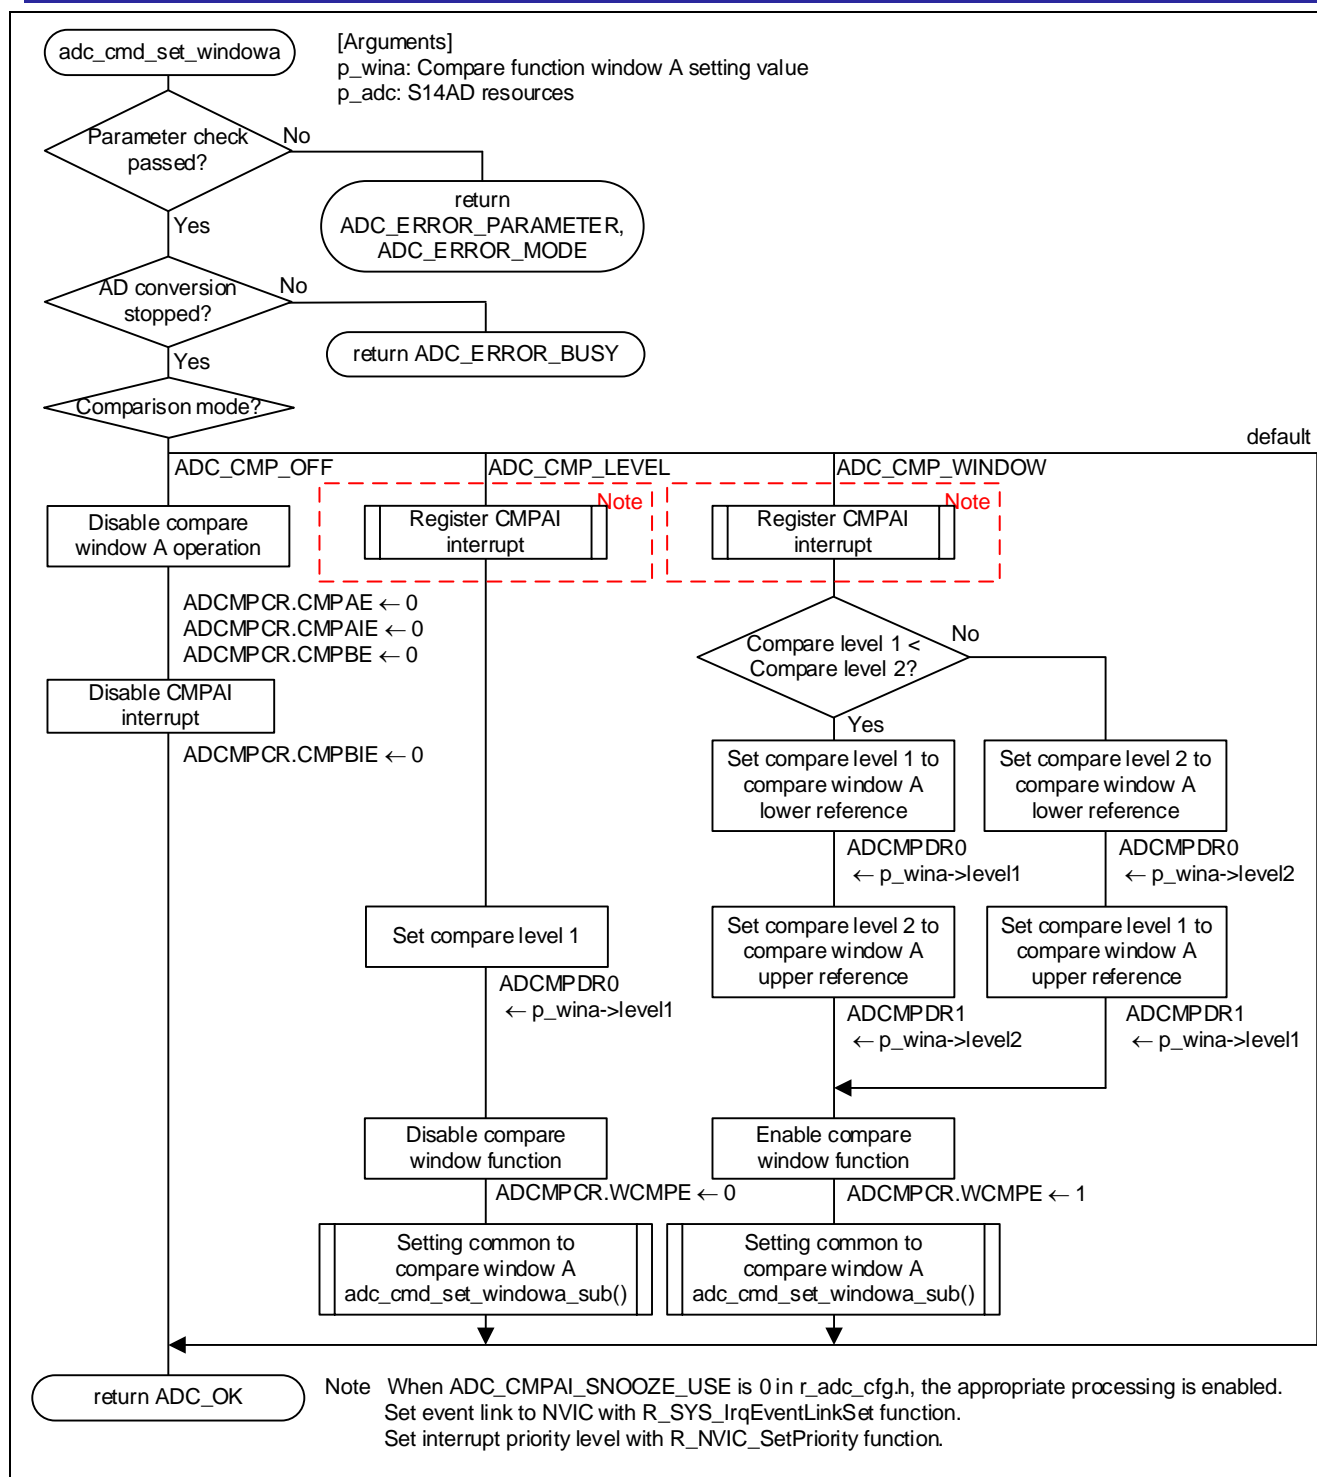 adc_cmd_set_windowa
[Arguments]
p_wina: Compare function window A setting value
p_adc: S14AD resources
Parameter check
passed?
No
Yes
return
ADC_ERROR_PARAMETER,
ADC_ERROR_MODE
AD conversion
stopped?
No
Yes
return ADC_ERROR_BUSY
Comparison mode?
default
ADC_CMP_OFF
ADC_CMP_LEVEL
ADC_CMP_WINDOW
Disable compare
window A operation
ADCMPCR.CMPAE ← 0
ADCMPCR.CMPAIE ← 0
ADCMPCR.CMPBE ← 0
Disable CMPAI
interrupt
ADCMPCR.CMPBIE ← 0
Note
Register CMPAI
interrupt
Set compare level 1
ADCMPDR0
← p_wina->level1
Disable compare
window function
ADCMPCR.WCMPE ← 0
Setting common to
compare window A
adc_cmd_set_windowa_sub()
Note
Register CMPAI
interrupt
Compare level 1 <
Compare level 2?
No
Yes
Set compare level 1 to
compare window A
lower reference
ADCMPDR0
← p_wina->level1
Set compare level 2 to
compare window A
upper reference
ADCMPDR1
← p_wina->level2
Set compare level 2 to
compare window A
lower reference
ADCMPDR0
← p_wina->level2
Set compare level 1 to
compare window A
upper reference
ADCMPDR1
← p_wina->level1
Enable compare
window function
ADCMPCR.WCMPE ← 1
Setting common to
compare window A
adc_cmd_set_windowa_sub()
return ADC_OK
Note When ADC_CMPAI_SNOOZE_USE is 0 in r_adc_cfg.h, the appropriate processing is enabled.
Set event link to NVIC with R_SYS_IrqEventLinkSet function.
Set interrupt priority level with R_NVIC_SetPriority function.